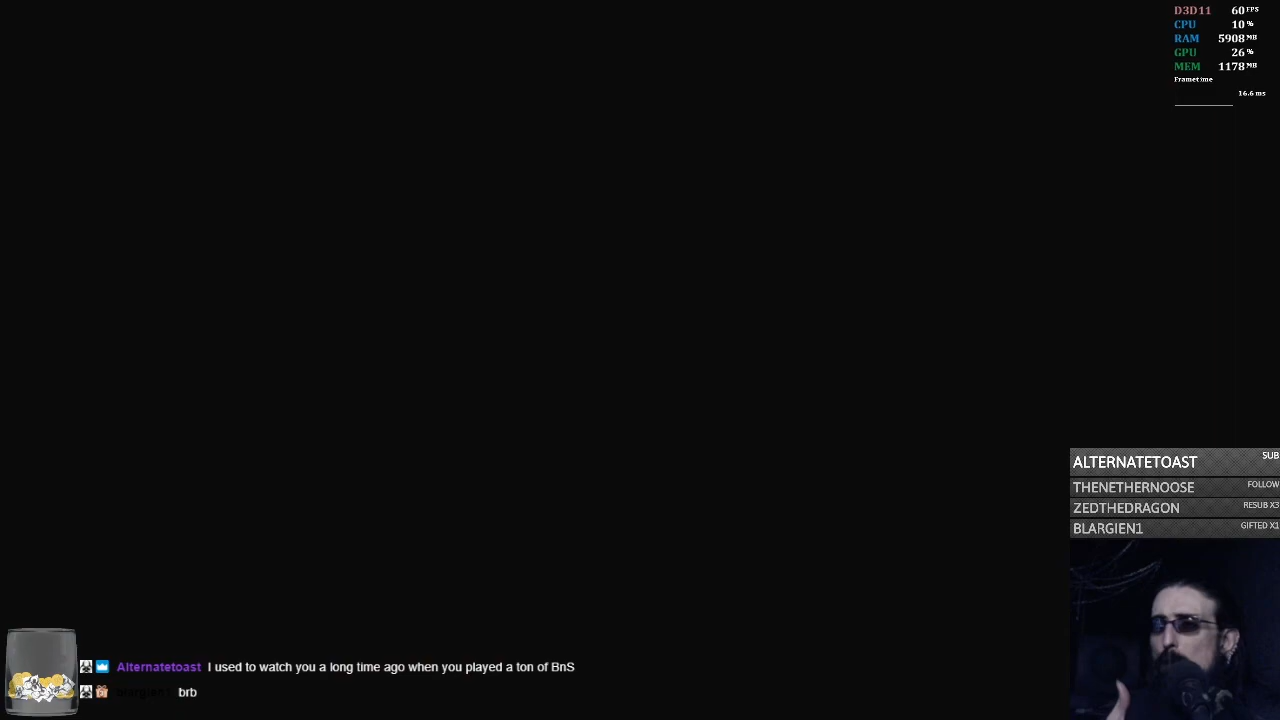 D3D11 60 FPS
CPU 10 %
RAM 5908 MB
GPU 26 %
MEM 1178 MB
Frametime
16.6 ms
ALTERNATETOAST SUB
THENETHERNOOSE FOLLOW
ZEDTHEDRAGON RESUB X3
BLARGIEN1 GIFTED X1
Alternatetoast I used to watch you a long time ago when you played a ton of BnS
blargien1 brb